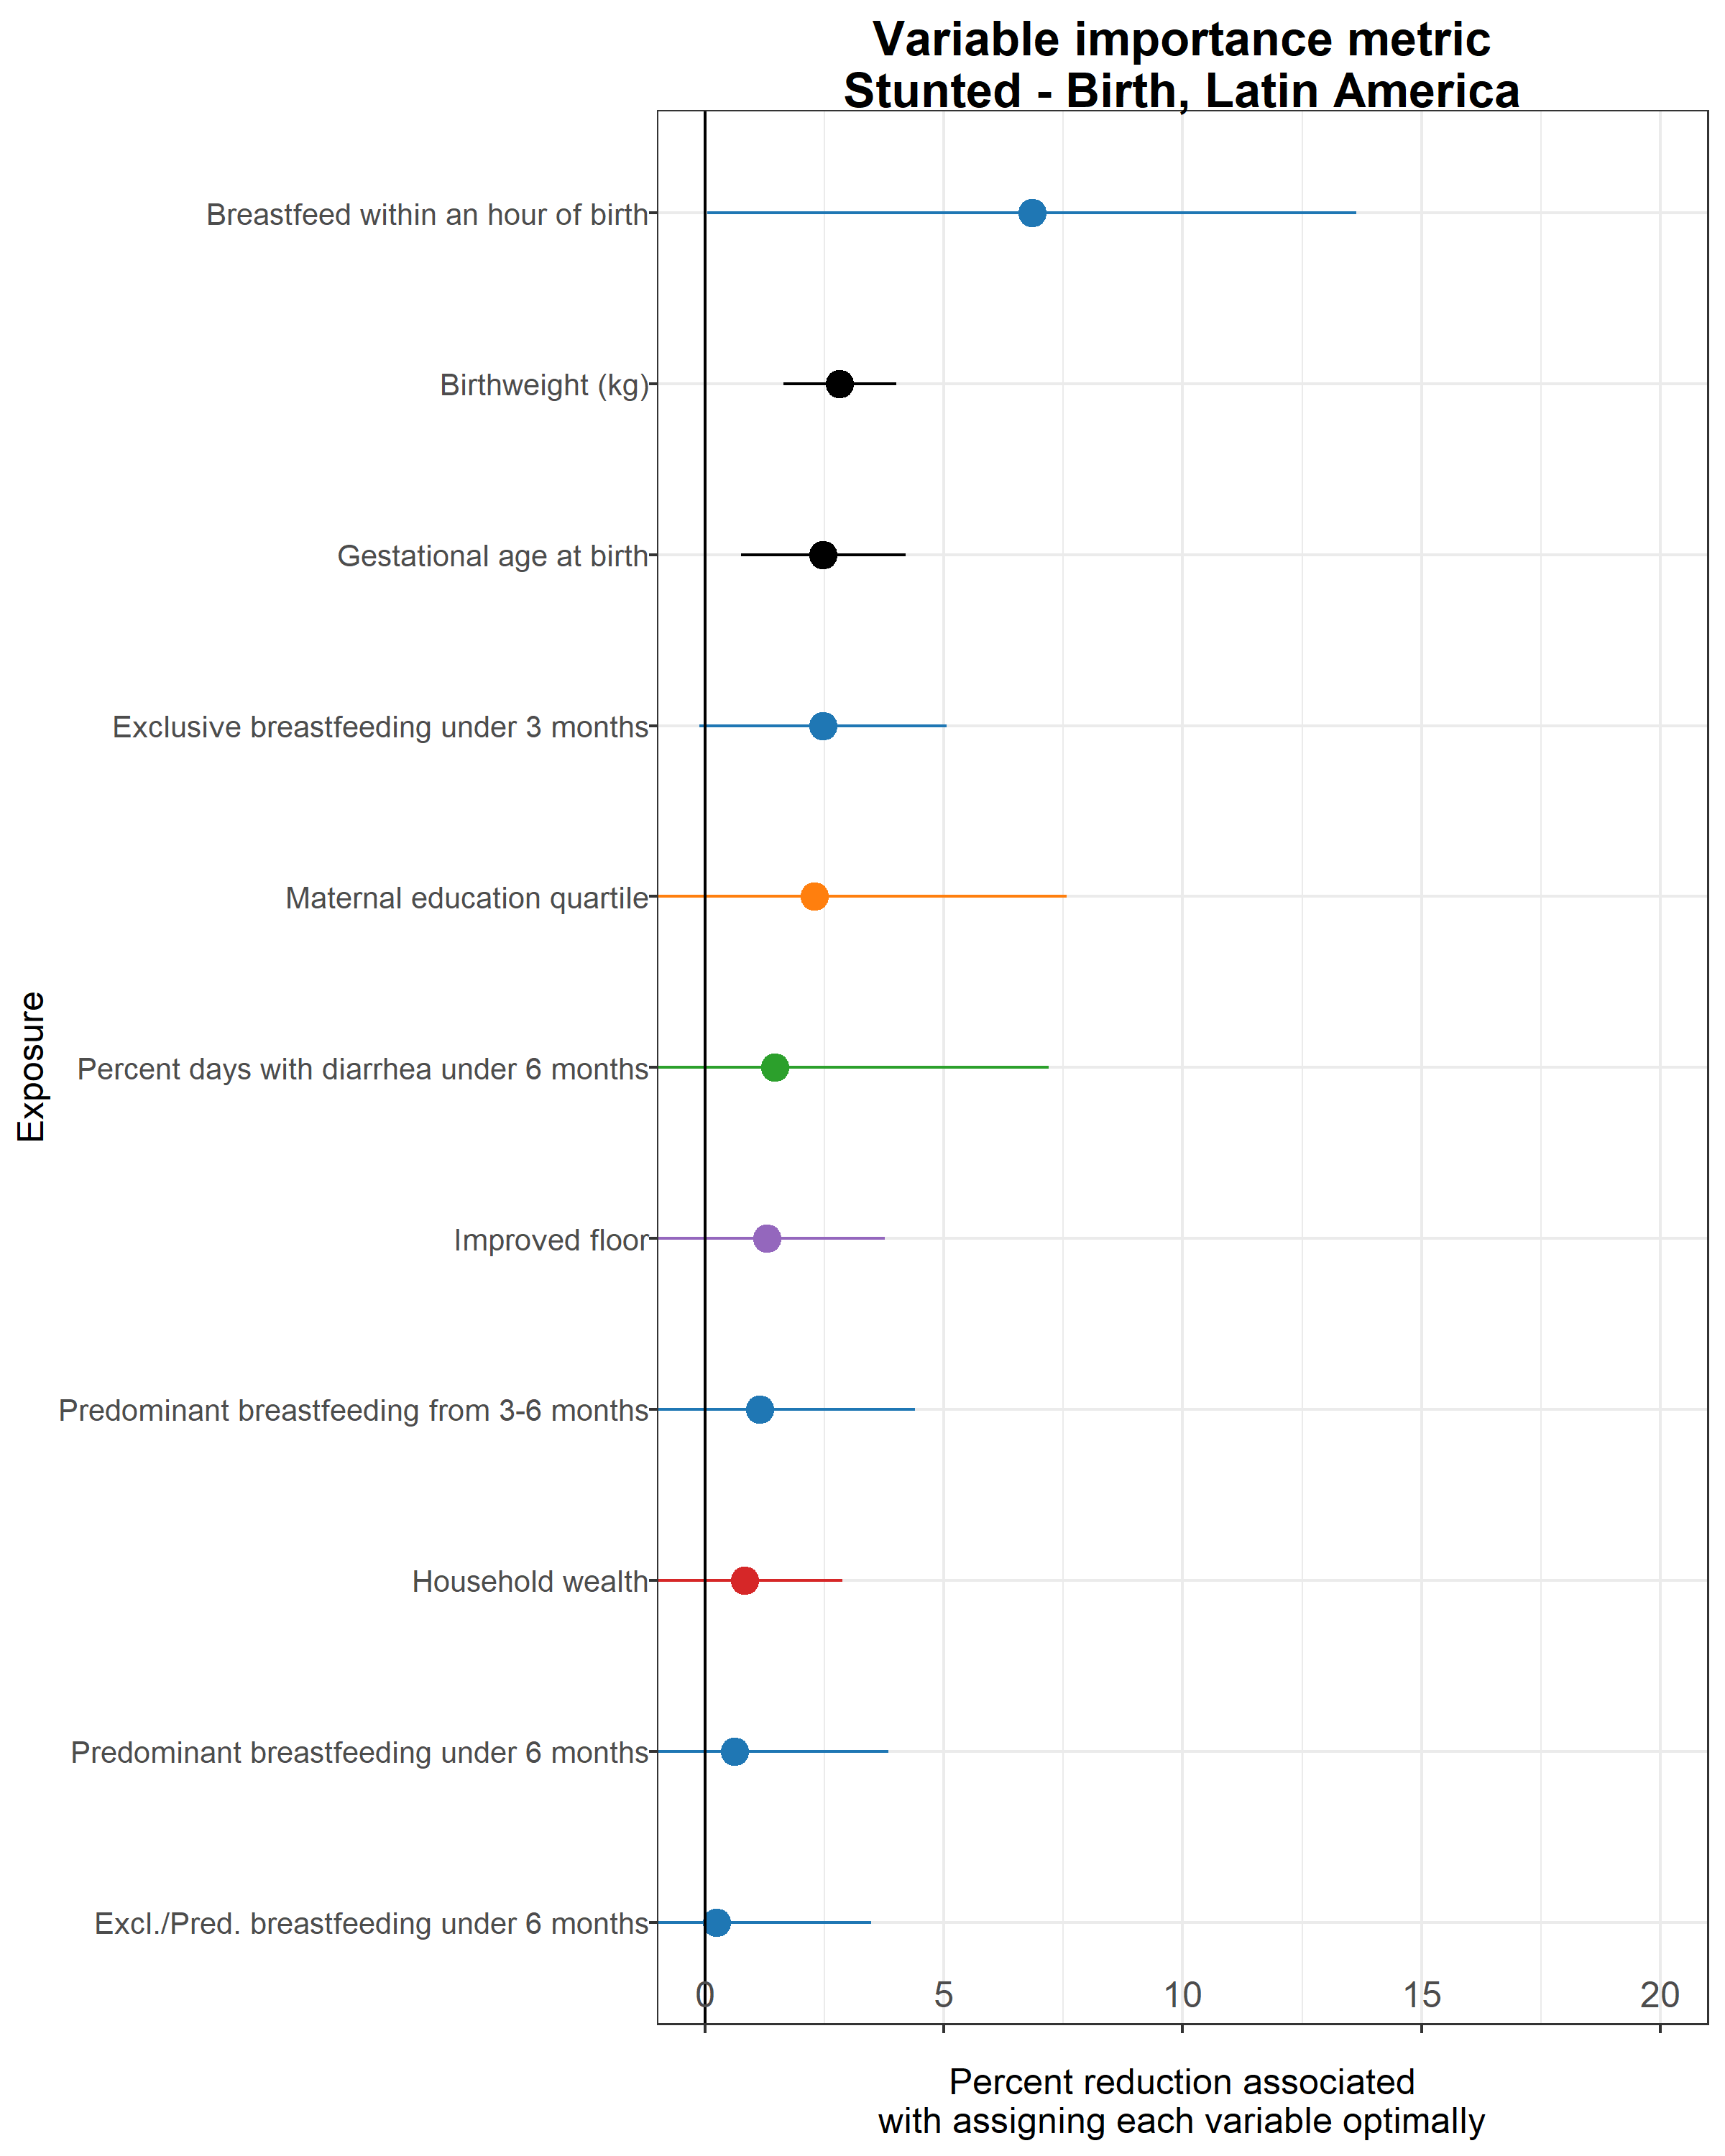 Variable importance metric
Stunted - Birth, Latin America
Exposure
Breastfeed within an hour of birth
Birthweight (kg)
Gestational age at birth
Exclusive breastfeeding under 3 months
Maternal education quartile
Percent days with diarrhea under 6 months
Improved floor
Predominant breastfeeding from 3-6 months
Household wealth
Predominant breastfeeding under 6 months
Excl./Pred. breastfeeding under 6 months
0 5 10 15 20
Percent reduction associated
with assigning each variable optimally